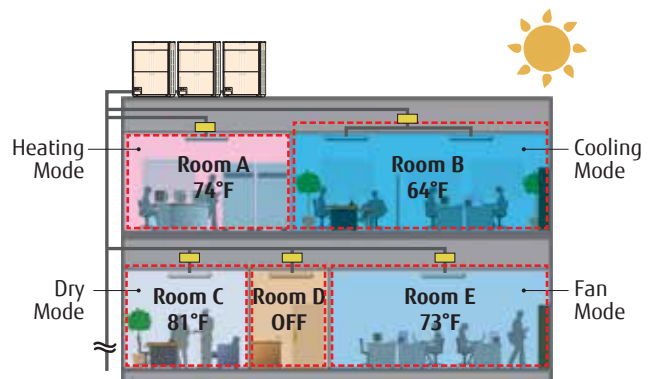 Heating
Mode
Room A
74°F
Room B
64°F
Cooling
Mode
Dry
Mode
Room C
81°F
Room D
OFF
Room E
73°F
Fan
Mode